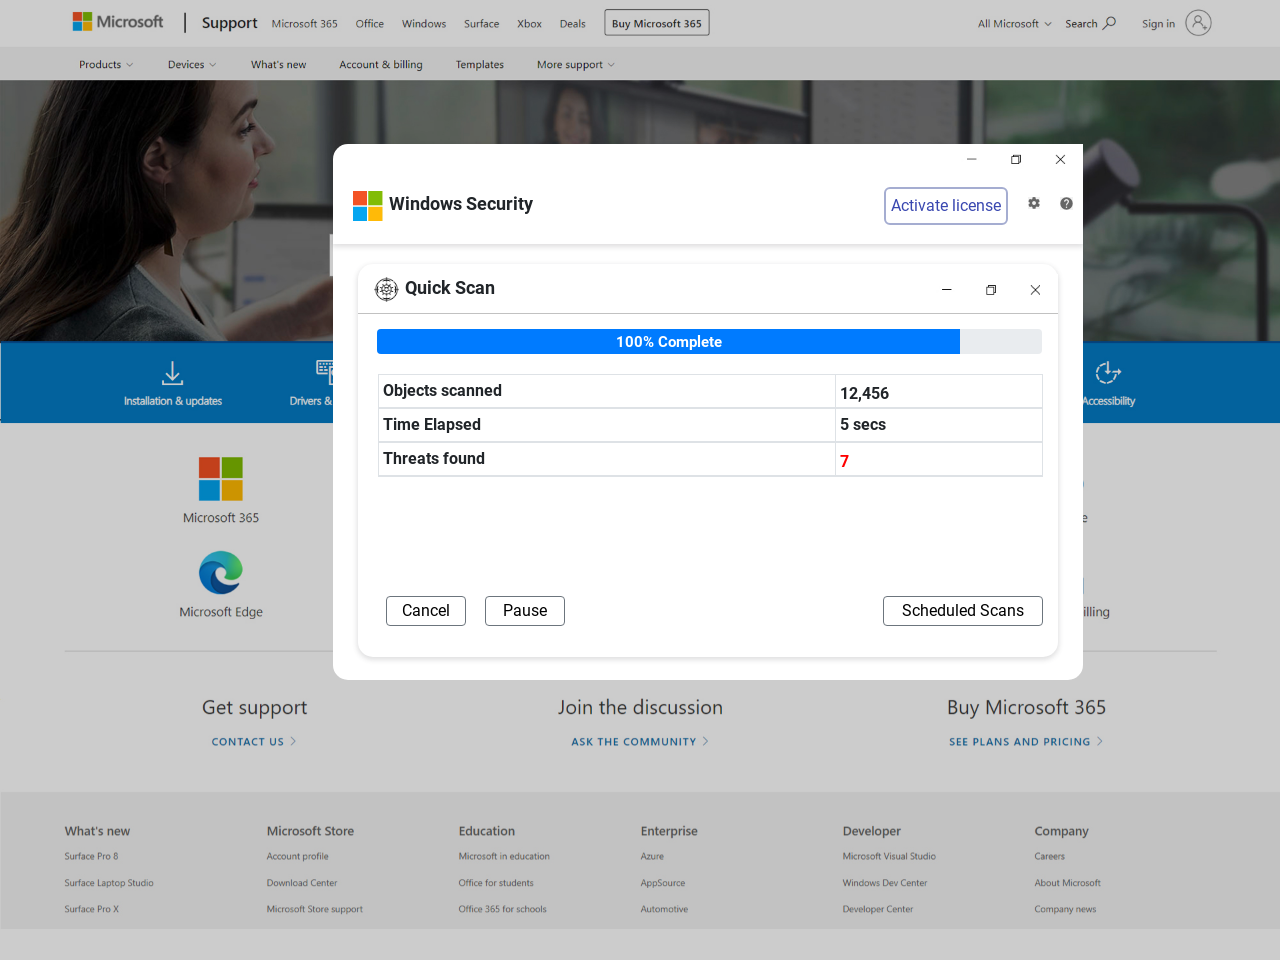 Microsoft Support Microsoft 365 Office Windows Surface Xbox Deals Buy Microsoft 365 All Microsoft Search Sign in
Products Devices What's new Account & billing Templates More support
Windows Security Activate license
Quick Scan
100% Complete
Objects scanned 12,456
Time Elapsed 5 secs
Threats found 7
Cancel Pause Scheduled Scans
Installation & updates Drivers & Accessibility
Microsoft 365
Microsoft Edge
Get support Join the discussion Buy Microsoft 365
CONTACT US ASK THE COMMUNITY SEE PLANS AND PRICING
What's new Microsoft Store Education Enterprise Developer Company
Surface Pro 8 Account profile Microsoft in education Azure Microsoft Visual Studio Careers
Surface Laptop Studio Download Center Office for students AppSource Windows Dev Center About Microsoft
Surface Pro X Microsoft Store support Office 365 for schools Automotive Developer Center Company news